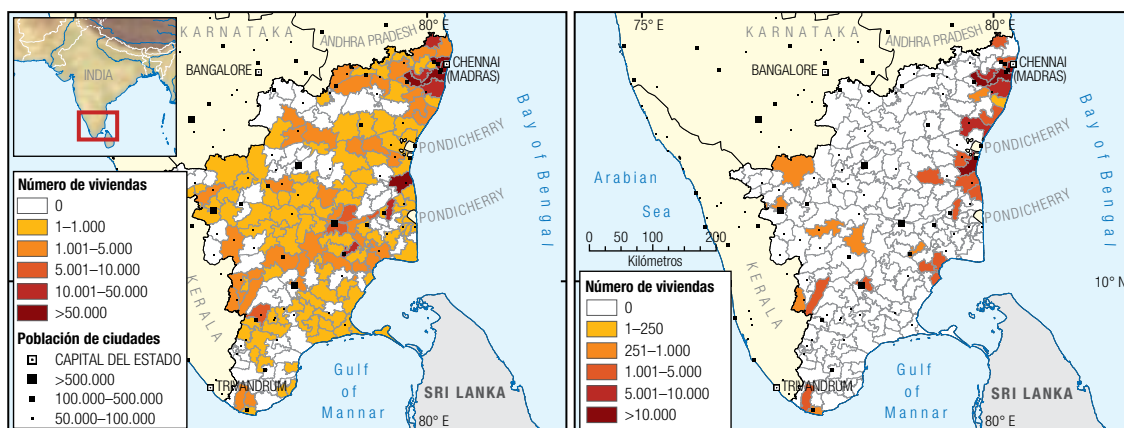 80° E
KARNATAKA
ANDHRA PRADESH
INDIA
BANGALORE
CHENNAI
(MADRAS)
Bay of Bengal
PONDICHERRY
PONDICHERRY
Número de viviendas
0
1–1.000
1.001–5.000
5.001–10.000
10.001–50.000
>50.000
KERALA
Población de ciudades
CAPITAL DEL ESTADO
>500.000
100.000–500.000
50.000–100.000
TRIVANDRUM
Gulf
of
Mannar
SRI LANKA
80° E
75° E
80° E
KARNATAKA
ANDHRA PRADESH
BANGALORE
CHENNAI
(MADRAS)
Bay of Bengal
PONDICHERRY
Arabian
Sea
PONDICHERRY
0 50 100 200
Kilómetros
KERALA
10° N
Número de viviendas
0
1–250
251–1.000
1.001–5.000
5.001–10.000
>10.000
TRIVANDRUM
Gulf
of
Mannar
SRI LANKA
80° E